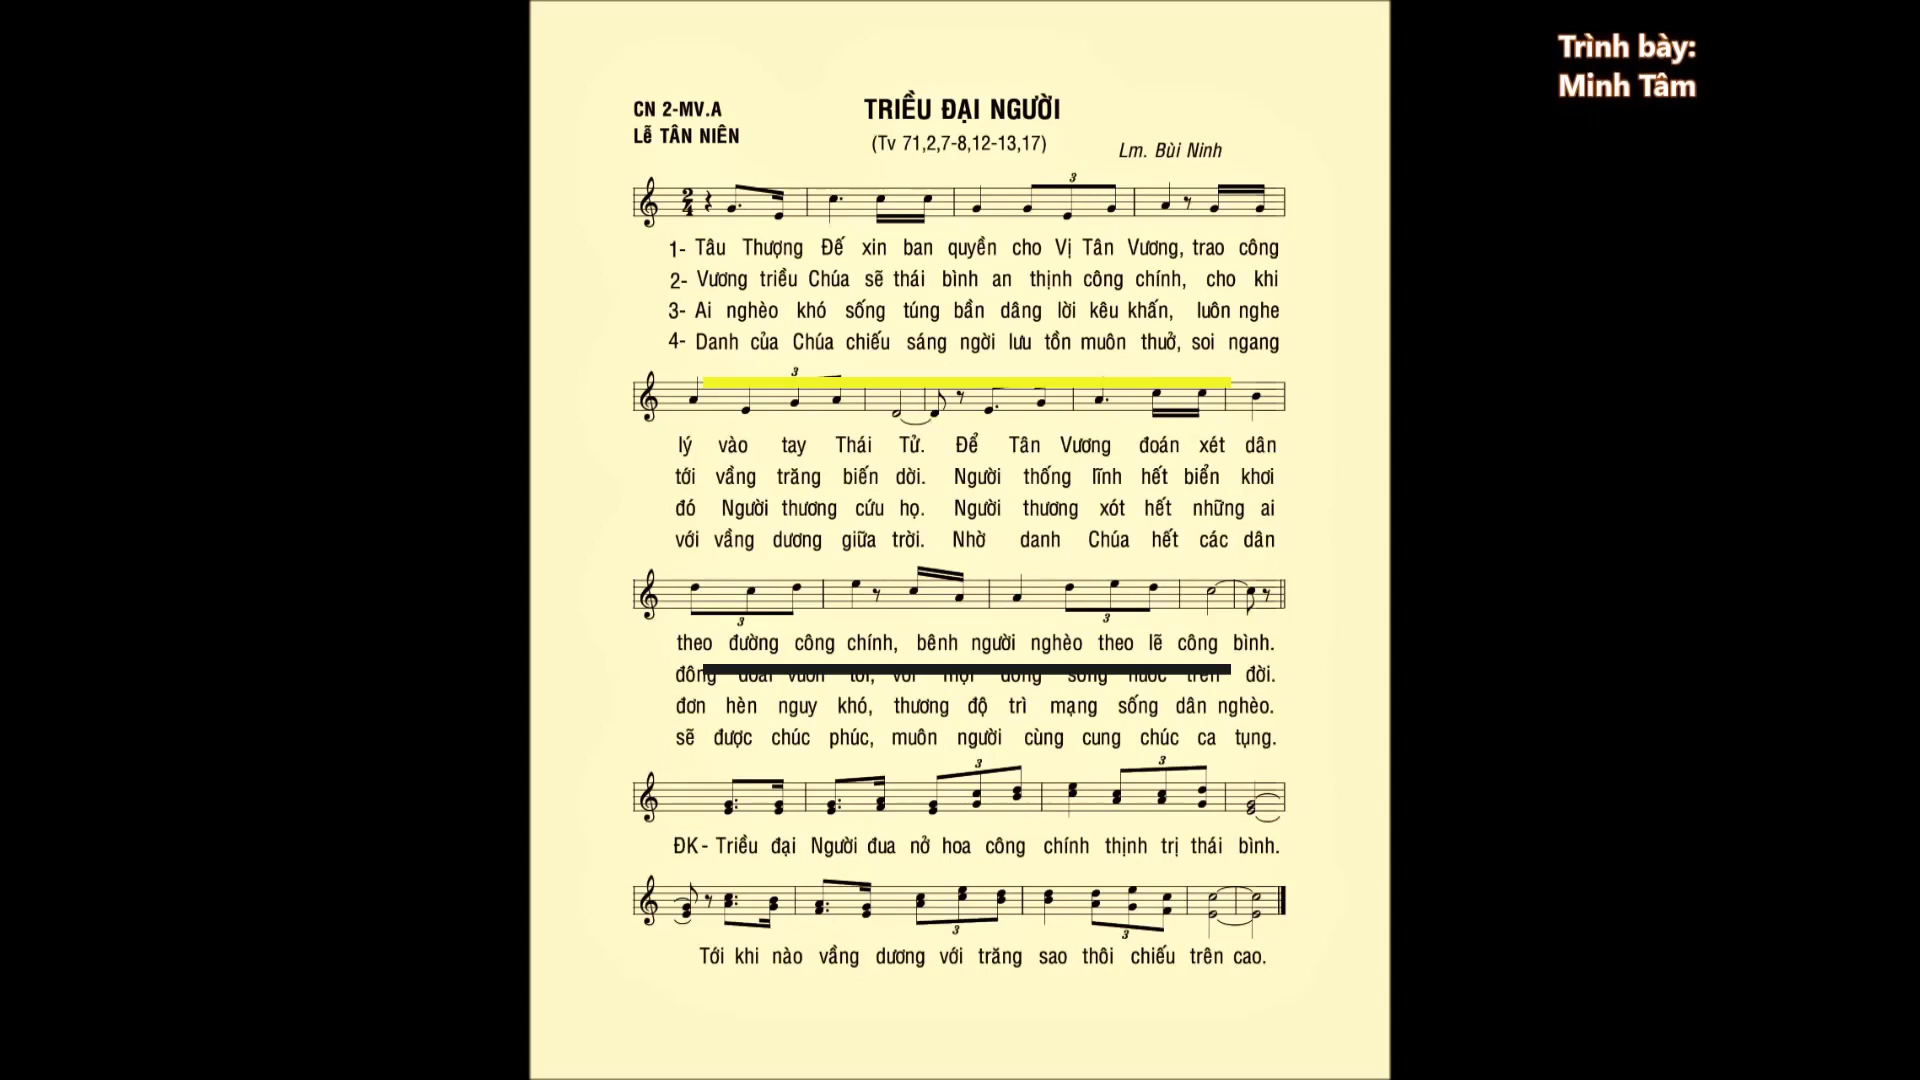 Trình bày:
Minh Tâm
CN 2-MV.A
Lễ TÂN NIÊN
TRIỀU ĐẠI NGƯỜI
(Tv 71,2,7-8,12-13,17)
Lm. Bùi Ninh
1- Tâu Thượng Đế xin ban quyền cho Vị Tân Vương, trao công
2- Vương triều Chúa sẽ thái bình an thịnh công chính, cho khi
3- Ai nghèo khó sống túng bần dâng lời kêu khấn, luôn nghe
4- Danh của Chúa chiếu sáng ngời lưu tồn muôn thuở, soi ngang
lý vào tay Thái Tử. Để Tân Vương đoán xét dân
tới vầng trăng biến dời. Người thống lĩnh hết biển khơi
đó Người thương cứu họ. Người thương xót hết những ai
với vầng dương giữa trời. Nhờ danh Chúa hết các dân
theo đường công chính, bênh người nghèo theo lẽ công bình.
đời.
đơn hèn nguy khó, thương độ trì mạng sống dân nghèo.
sẽ được chúc phúc, muôn người cùng cung chúc ca tụng.
ĐK- Triều đại Người đua nở hoa công chính thịnh trị thái bình.
Tới khi nào vầng dương với trăng sao thôi chiếu trên cao.